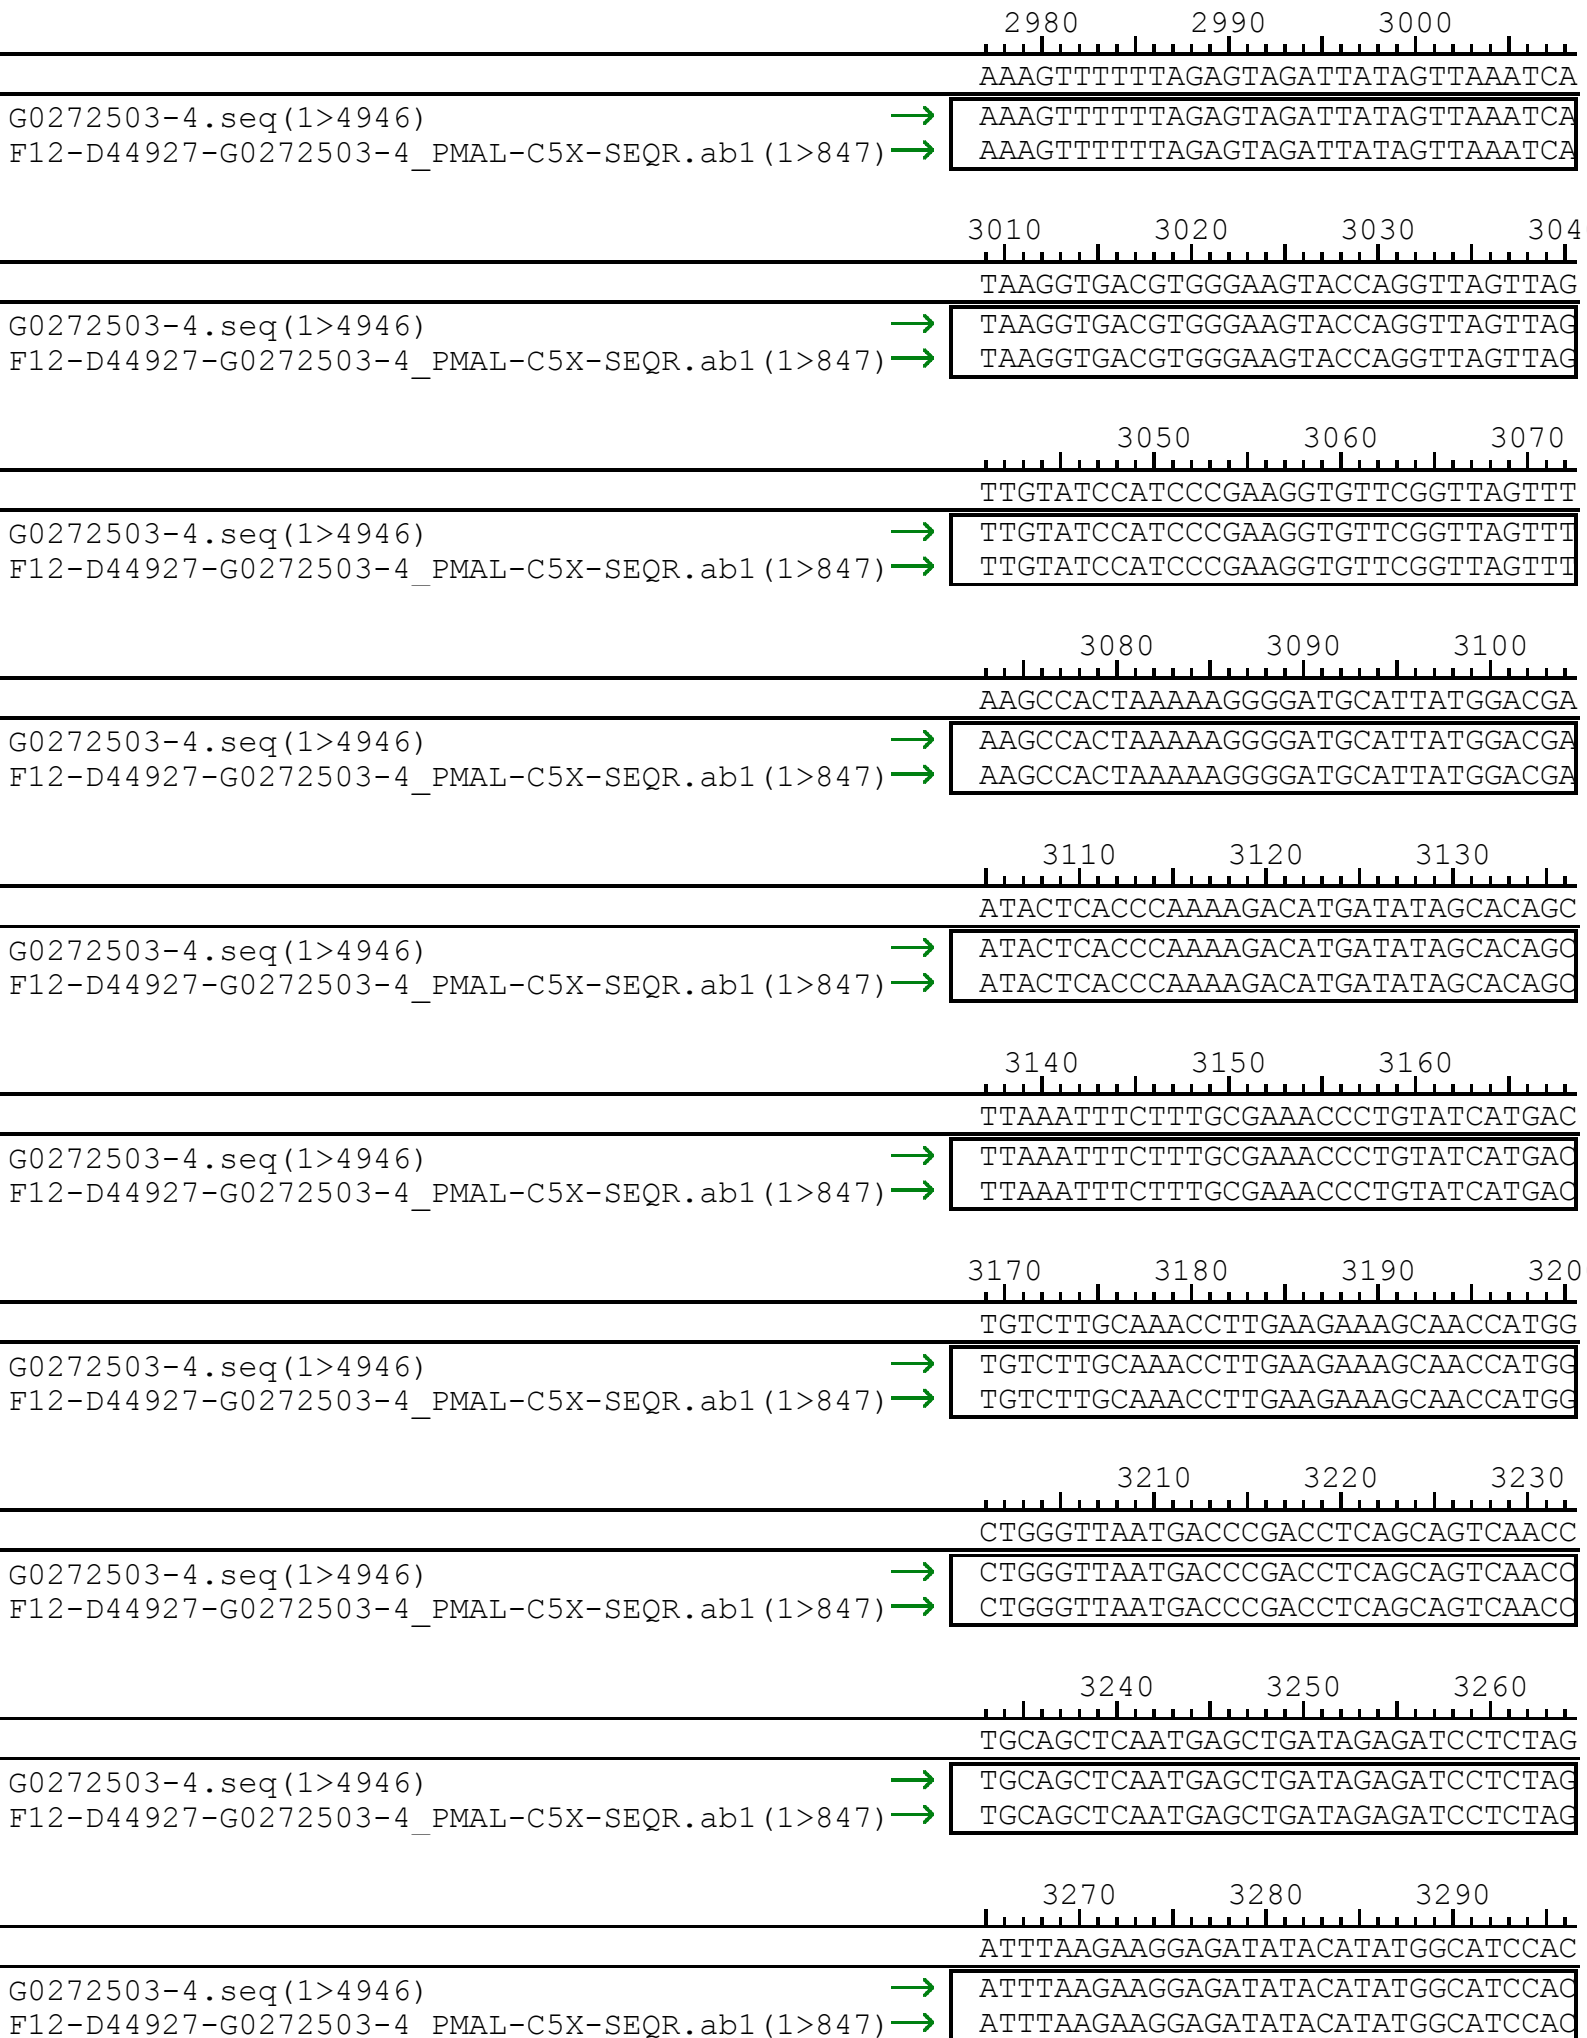 2980 2990 3000
AAAGTTTTTTAGAGTAGATTATAGTTAAATCA
G0272503-4.seq(1>4946) → AAAGTTTTTTAGAGTAGATTATAGTTAAATCA
F12-D44927-G0272503-4_PMAL-C5X-SEQR.ab1(1>847) → AAAGTTTTTTAGAGTAGATTATAGTTAAATCA
3010 3020 3030 304
TAAGGTGACGTGGGAAGTACCAGGTTAGTTAG
G0272503-4.seq(1>4946) → TAAGGTGACGTGGGAAGTACCAGGTTAGTTAG
F12-D44927-G0272503-4_PMAL-C5X-SEQR.ab1(1>847) → TAAGGTGACGTGGGAAGTACCAGGTTAGTTAG
3050 3060 3070
TTGTATCCATCCCGAAGGTGTTCGGTTAGTTT
G0272503-4.seq(1>4946) → TTGTATCCATCCCGAAGGTGTTCGGTTAGTTT
F12-D44927-G0272503-4_PMAL-C5X-SEQR.ab1(1>847) → TTGTATCCATCCCGAAGGTGTTCGGTTAGTTT
3080 3090 3100
AAGCCACTAAAAAGGGGATGCATTATGGACGA
G0272503-4.seq(1>4946) → AAGCCACTAAAAAGGGGATGCATTATGGACGA
F12-D44927-G0272503-4_PMAL-C5X-SEQR.ab1(1>847) → AAGCCACTAAAAAGGGGATGCATTATGGACGA
3110 3120 3130
ATACTCACCCAAAAGACATGATATAGCACAGC
G0272503-4.seq(1>4946) → ATACTCACCCAAAAGACATGATATAGCACAGC
F12-D44927-G0272503-4_PMAL-C5X-SEQR.ab1(1>847) → ATACTCACCCAAAAGACATGATATAGCACAGC
3140 3150 3160
TTAAATTTCTTTGCGAAACCCTGTATCATGAC
G0272503-4.seq(1>4946) → TTAAATTTCTTTGCGAAACCCTGTATCATGAC
F12-D44927-G0272503-4_PMAL-C5X-SEQR.ab1(1>847) → TTAAATTTCTTTGCGAAACCCTGTATCATGAC
3170 3180 3190 320
TGTCTTGCAAACCTTGAAGAAAGCAACCATGG
G0272503-4.seq(1>4946) → TGTCTTGCAAACCTTGAAGAAAGCAACCATGG
F12-D44927-G0272503-4_PMAL-C5X-SEQR.ab1(1>847) → TGTCTTGCAAACCTTGAAGAAAGCAACCATGG
3210 3220 3230
CTGGGTTAATGACCCGACCTCAGCAGTCAACC
G0272503-4.seq(1>4946) → CTGGGTTAATGACCCGACCTCAGCAGTCAACC
F12-D44927-G0272503-4_PMAL-C5X-SEQR.ab1(1>847) → CTGGGTTAATGACCCGACCTCAGCAGTCAACC
3240 3250 3260
TGCAGCTCAATGAGCTGATAGAGATCCTCTAG
G0272503-4.seq(1>4946) → TGCAGCTCAATGAGCTGATAGAGATCCTCTAG
F12-D44927-G0272503-4_PMAL-C5X-SEQR.ab1(1>847) → TGCAGCTCAATGAGCTGATAGAGATCCTCTAG
3270 3280 3290
ATTTAAGAAGGAGATATACATATGGCATCCAC
G0272503-4.seq(1>4946) → ATTTAAGAAGGAGATATACATATGGCATCCAC
F12-D44927-G0272503-4_PMAL-C5X-SEQR.ab1(1>847) → ATTTAAGAAGGAGATATACATATGGCATCCAC